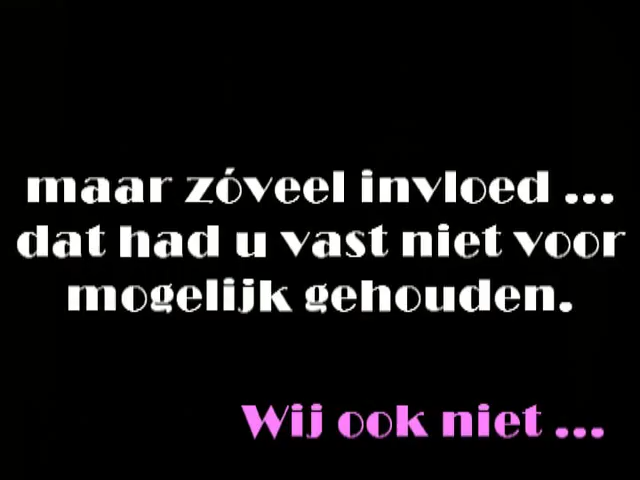 maar zóveel invloed ...
dat had u vast niet voor
mogelijk gehouden.
Wij ook niet ...